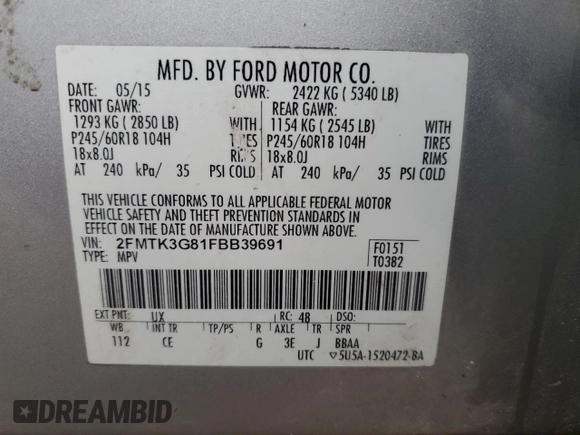 MFD. BY FORD MOTOR CO.
DATE: 05/15 GVWR: 2422 KG ( 5340 LB)
FRONT GAWR: REAR GAWR:
1293 KG ( 2850 LB) WITH 1154 KG ( 2545 LB) WITH
P245/60R18 104H TIRES P245/60R18 104H TIRES
18x8.0J RIMS 18x8.0J RIMS
AT 240 kPa/ 35 PSI COLD AT 240 kPa/ 35 PSI COLD
THIS VEHICLE CONFORMS TO ALL APPLICABLE FEDERAL MOTOR
VEHICLE SAFETY AND THEFT PREVENTION STANDARDS IN
EFFECT ON THE DATE OF MANUFACTURE SHOWN ABOVE.
VIN: 2FMTK3G81FBB39691 F0151
TYPE: MPV T0382
EXT PNT: UX RC: 48 DSO:
WB INT TR TP/PS R AXLE TR SPR
112 CE G 3E J BBAA
UTC ▽5U5A-1520472-BA
DREAMBID